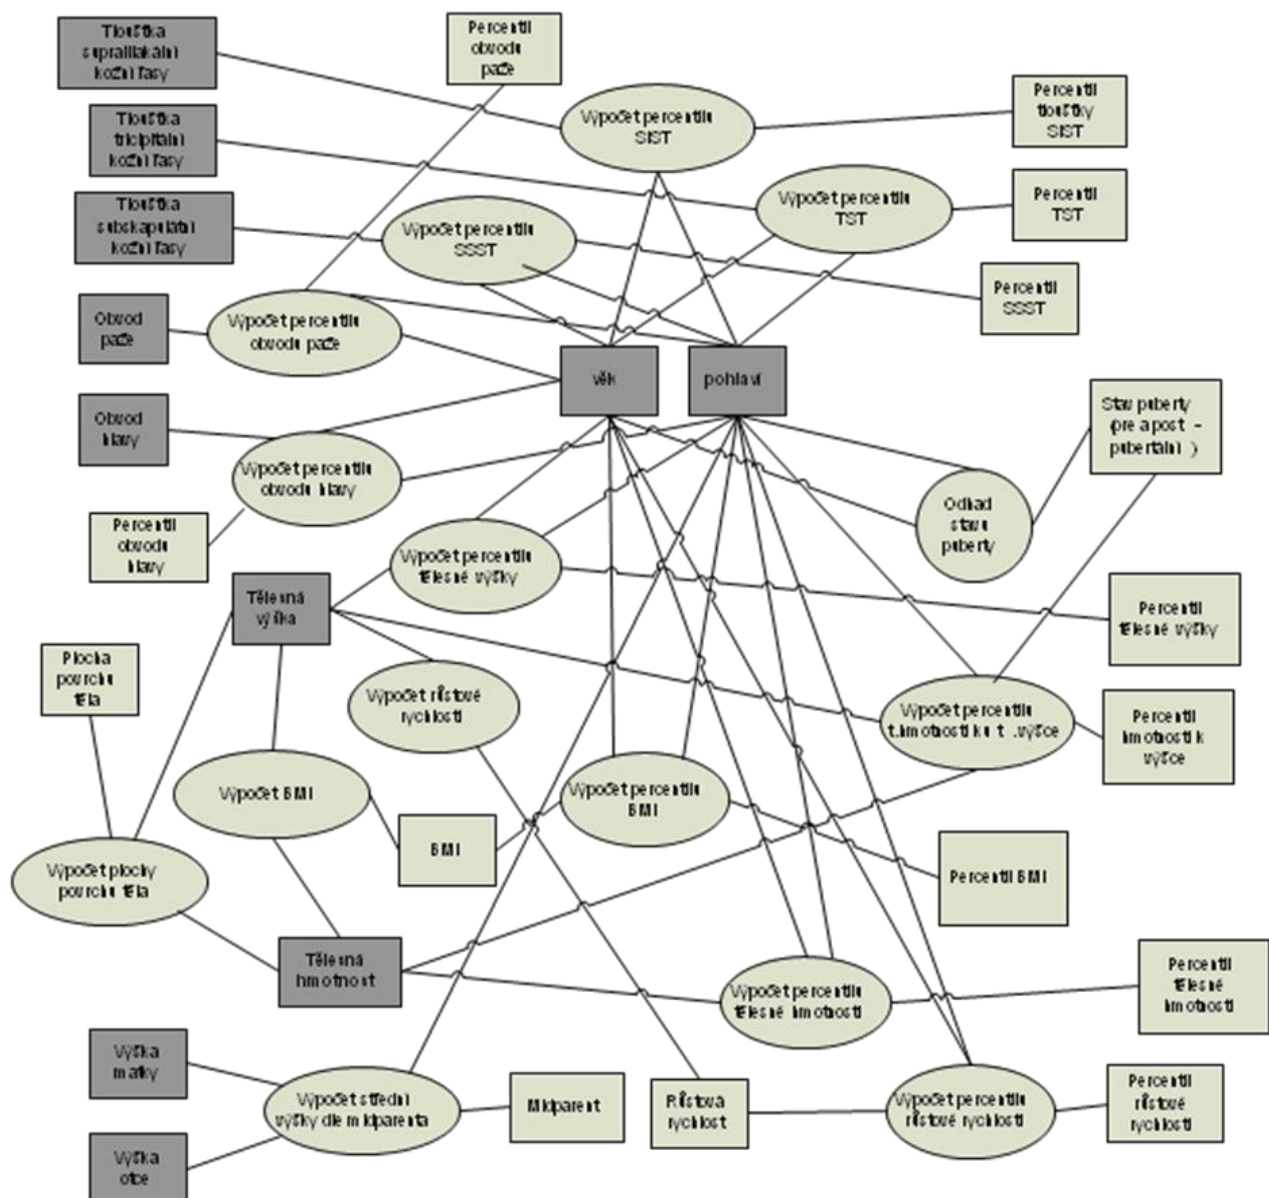 Tloušťka
suprailiakální
kožní řasy
Percentil
obvodu
paže
Výpočet percentilu
SIST
Percentil
tloušťky
SIST
Tloušťka
tricipitální
kožní řasy
Výpočet percentilu
TST
Percentil
TST
Tloušťka
subskapulátní
kožní řasy
Výpočet percentilu
SSST
Percentil
SSST
Obvod
paže
Výpočet percentilu
obvodu paže
věk
pohlaví
Obvod
hlavy
Stav puberty
(pre a post -
pubertální )
Výpočet percentilu
obvodu hlavy
Odhad
stavu
puberty
Percentil
obvodu
hlavy
Výpočet percentilu
tělesné výšky
Tělesná
výška
Percentil
tělesné výšky
Plocha
povrchu
těla
Výpočet růstové
rychlosti
Výpočet percentilu
t.hmotnosti ku t .výšce
Percentil
hmotnosti k
výšce
Výpočet BMI
Výpočet percentilu
BMI
BMI
Výpočet plochy
povrchu těla
Percentil BMI
Tělesná
hmotnost
Výpočet percentilu
tělesné hmotnosti
Percentil
tělesné
hmotnosti
Výška
matky
Výpočet střední
výšky dle midparenta
Midparent
Růstová
rychlost
Výpočet percentilu
růstové rychlosti
Percentil
růstové
rychlosti
Výška
otce